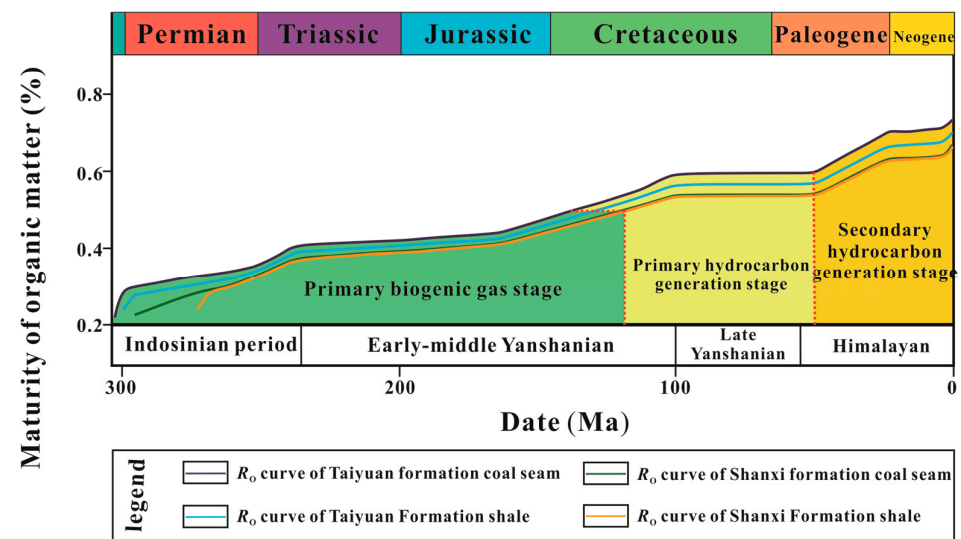 Permian Triassic Jurassic Cretaceous Paleogene Neogene
Maturity of organic matter (%)
0.8
0.6
0.4
0.2
Primary biogenic gas stage
Primary hydrocarbon
generation stage
Secondary
hydrocarbon
generation stage
Indosinian period
Early-middle Yanshanian
Late
Yanshanian
Himalayan
300 200 100 0
Date (Ma)
legend
Ro curve of Taiyuan formation coal seam
Ro curve of Shanxi formation coal seam
Ro curve of Taiyuan Formation shale
Ro curve of Shanxi Formation shale